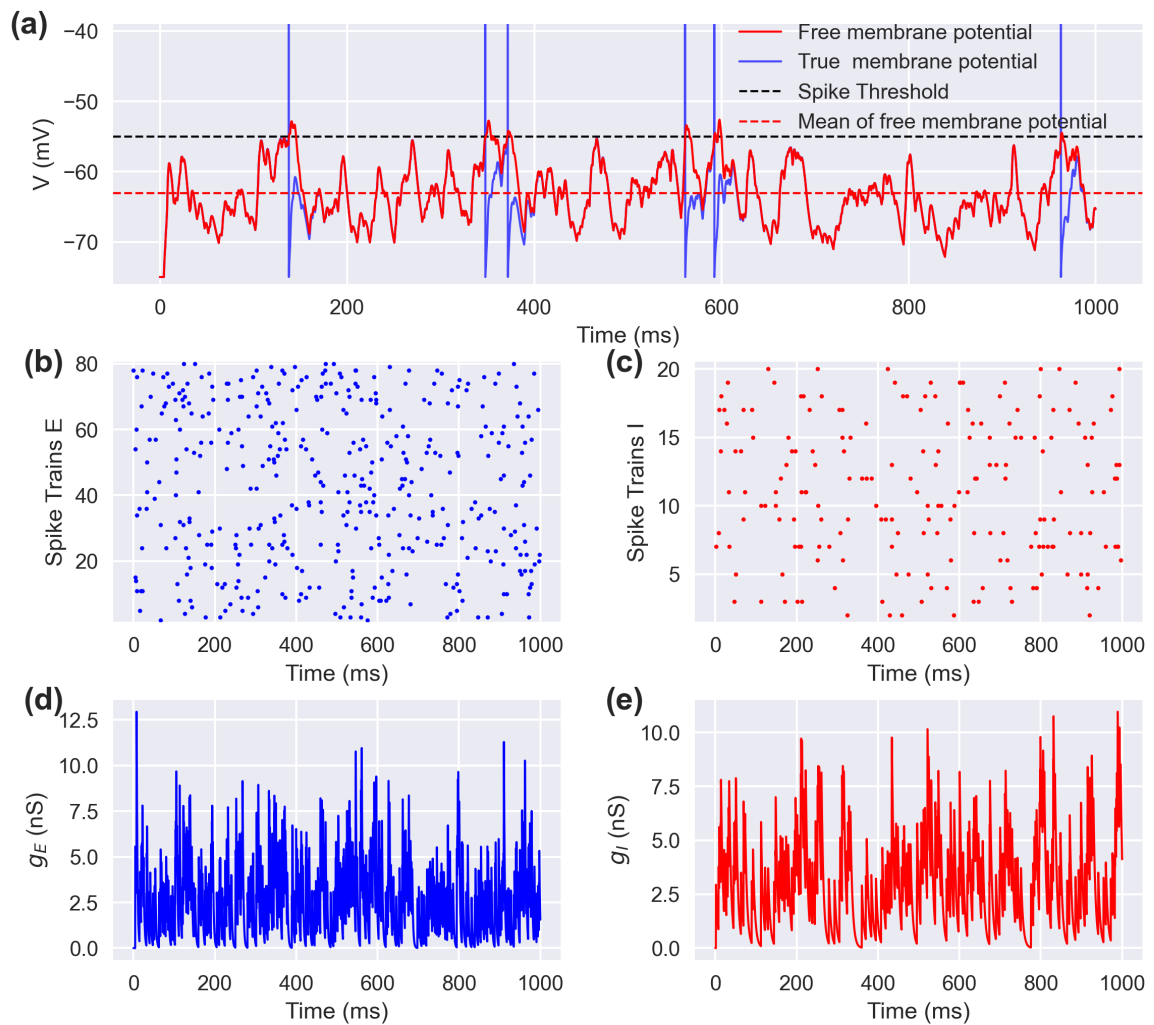 (a)
V (mV)
−40
−50
−60
−70
Free membrane potential
True  membrane potential
Spike Threshold
Mean of free membrane potential
0 200 400 600 800 1000
Time (ms)
(b)
Spike Trains E
80
60
40
20
0 200 400 600 800 1000
Time (ms)
(c)
Spike Trains I
20
15
10
5
0 200 400 600 800 1000
Time (ms)
(d)
g_E (nS)
12.5
10.0
7.5
5.0
2.5
0.0
0 200 400 600 800 1000
Time (ms)
(e)
g_I (nS)
10.0
7.5
5.0
2.5
0.0
0 200 400 600 800 1000
Time (ms)